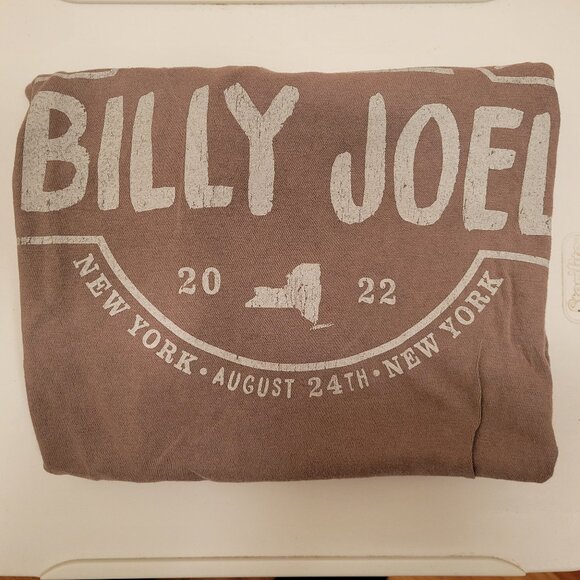 BILLY JOEL
20 22
NEW YORK • AUGUST 24TH • NEW YORK